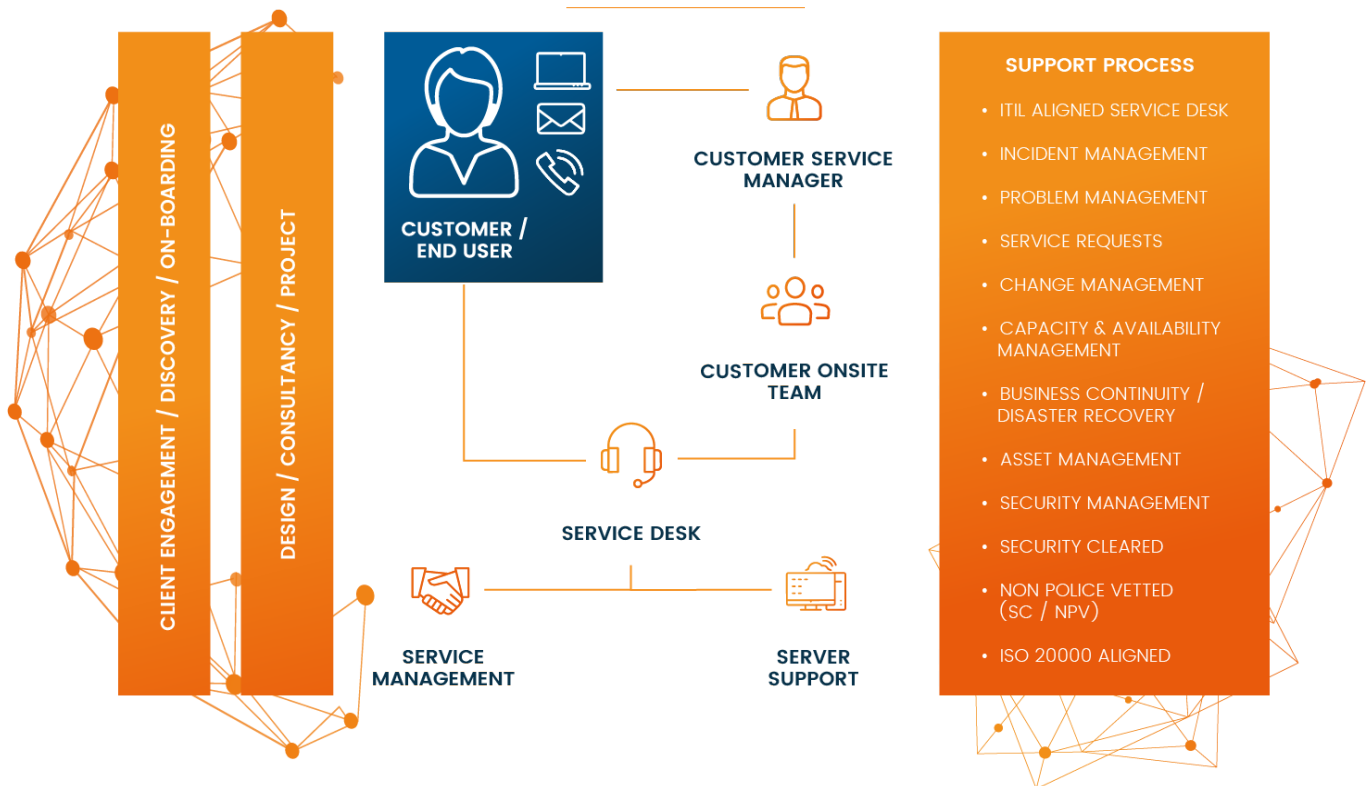 CLIENT ENGAGEMENT / DISCOVERY / ON-BOARDING
DESIGN / CONSULTANCY / PROJECT
CUSTOMER /
END USER
CUSTOMER SERVICE
MANAGER
CUSTOMER ONSITE
TEAM
SERVICE DESK
SERVICE
MANAGEMENT
SERVER
SUPPORT
SUPPORT PROCESS
• ITIL ALIGNED SERVICE DESK
• INCIDENT MANAGEMENT
• PROBLEM MANAGEMENT
• SERVICE REQUESTS
• CHANGE MANAGEMENT
• CAPACITY & AVAILABILITY
MANAGEMENT
• BUSINESS CONTINUITY /
DISASTER RECOVERY
• ASSET MANAGEMENT
• SECURITY MANAGEMENT
• SECURITY CLEARED
• NON POLICE VETTED
(SC / NPV)
• ISO 20000 ALIGNED